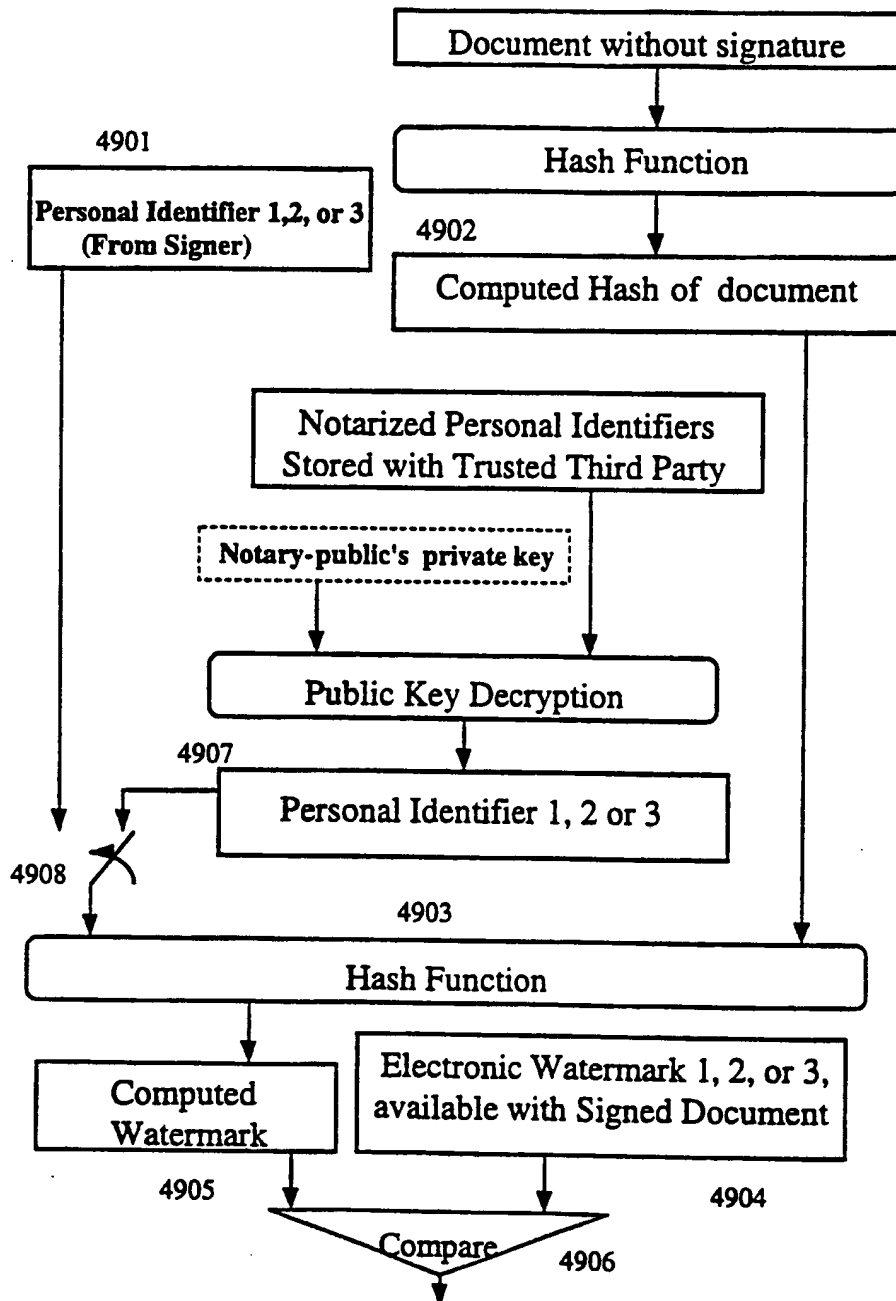 Document without signature
4901
Hash Function
Personal Identifier 1,2, or 3
(From Signer)
4902
Computed Hash of document
Notarized Personal Identifiers
Stored with Trusted Third Party
Notary-public's private key
Public Key Decryption
4907
Personal Identifier 1, 2 or 3
4908
4903
Hash Function
Computed
Watermark
Electronic Watermark 1, 2, or 3,
available with Signed Document
4905
4904
Compare
4906